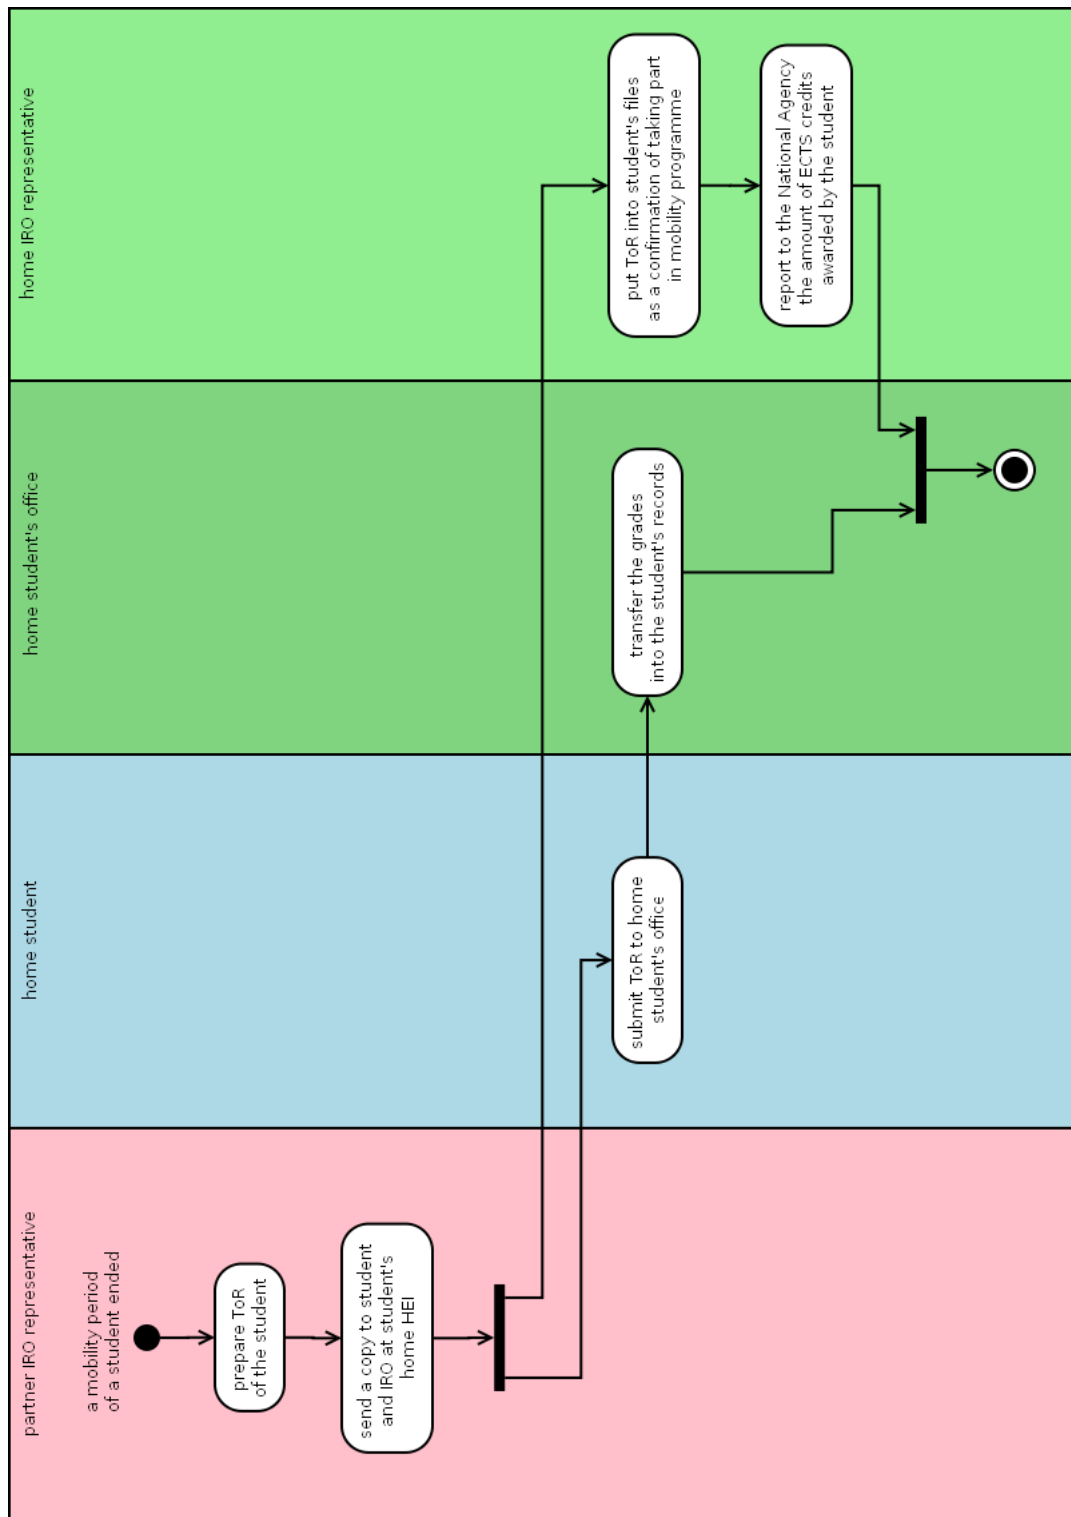 partner IRO representative
a mobility period
of a student ended
prepare ToR
of the student
send a copy to student
and IRO at student's
home HEI
home student
submit ToR to home
student's office
home student's office
transfer the grades
into the student's records
home IRO representative
put ToR into student's files
as a confirmation of taking part
in mobility programme
report to the National Agency
the amount of ECTS credits
awarded by the student